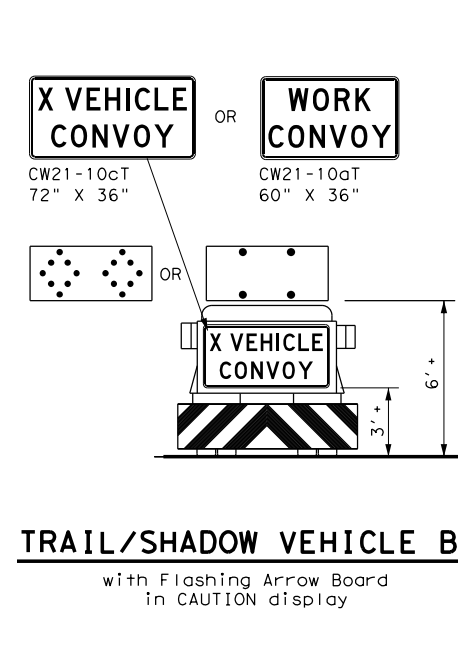 X VEHICLE
CONVOY
OR
WORK
CONVOY
CW21-10cT
72" X 36"
CW21-10aT
60" X 36"
OR
X VEHICLE
CONVOY
6' +
3' +
TRAIL/SHADOW VEHICLE B
with Flashing Arrow Board
in CAUTION display